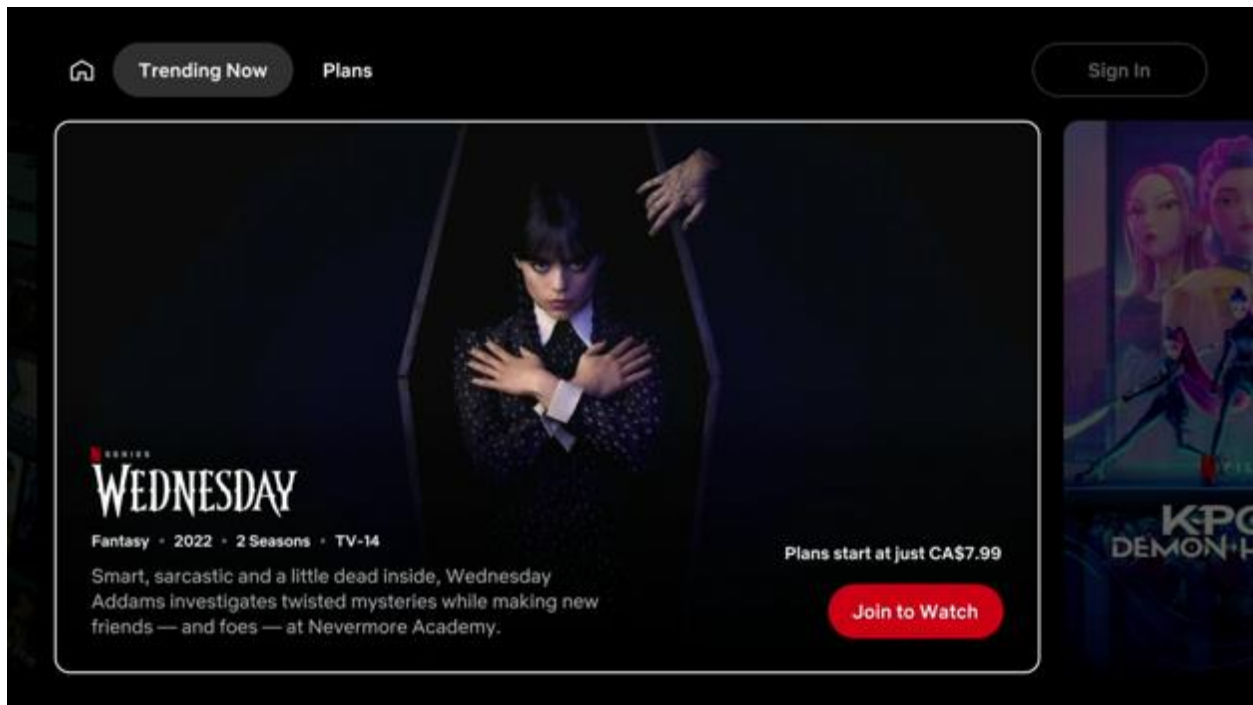 Trending Now
Plans
Sign In
SERIES
WEDNESDAY
Fantasy • 2022 • 2 Seasons • TV-14
Smart, sarcastic and a little dead inside, Wednesday
Addams investigates twisted mysteries while making new
friends — and foes — at Nevermore Academy.
Plans start at just CA$7.99
Join to Watch
K-PO
DEMON H